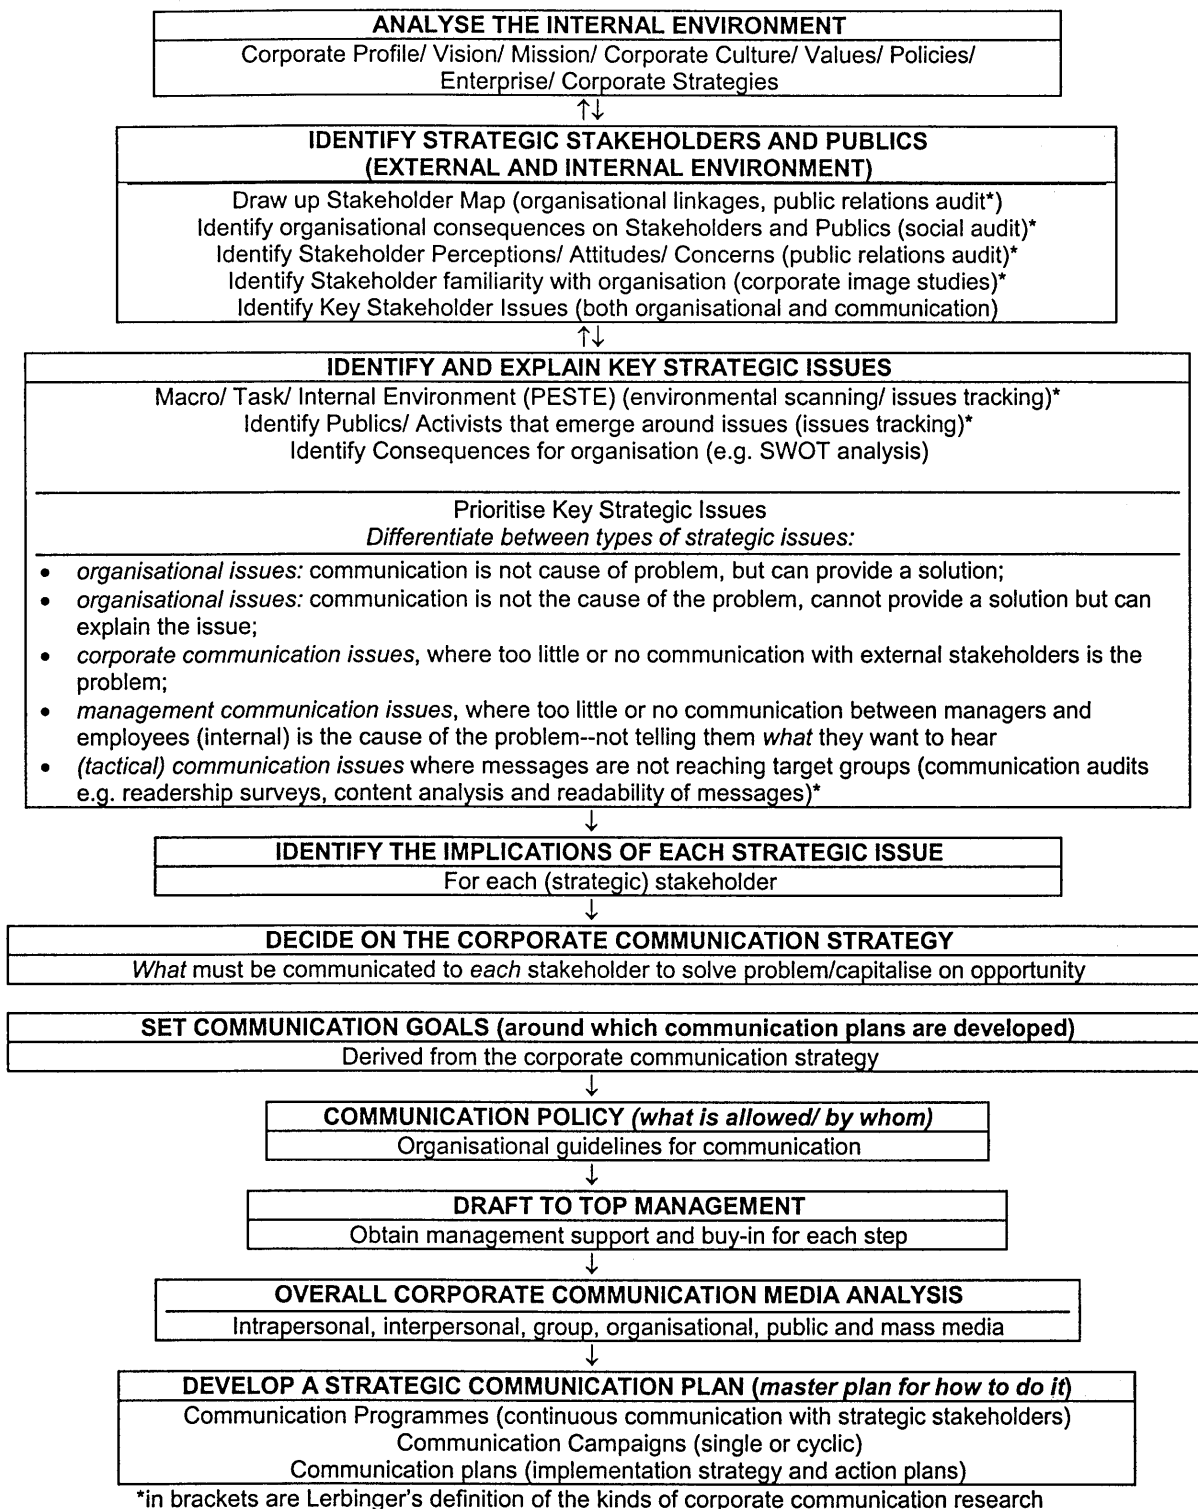 ANALYSE THE INTERNAL ENVIRONMENT
Corporate Profile/ Vision/ Mission/ Corporate Culture/ Values/ Policies/
Enterprise/ Corporate Strategies
↑↓
IDENTIFY STRATEGIC STAKEHOLDERS AND PUBLICS
(EXTERNAL AND INTERNAL ENVIRONMENT)
Draw up Stakeholder Map (organisational linkages, public relations audit*)
Identify organisational consequences on Stakeholders and Publics (social audit)*
Identify Stakeholder Perceptions/ Attitudes/ Concerns (public relations audit)*
Identify Stakeholder familiarity with organisation (corporate image studies)*
Identify Key Stakeholder Issues (both organisational and communication)
↑↓
IDENTIFY AND EXPLAIN KEY STRATEGIC ISSUES
Macro/ Task/ Internal Environment (PESTE) (environmental scanning/ issues tracking)*
Identify Publics/ Activists that emerge around issues (issues tracking)*
Identify Consequences for organisation (e.g. SWOT analysis)
Prioritise Key Strategic Issues
Differentiate between types of strategic issues:
• organisational issues: communication is not cause of problem, but can provide a solution;
• organisational issues: communication is not the cause of the problem, cannot provide a solution but can
explain the issue;
• corporate communication issues, where too little or no communication with external stakeholders is the
problem;
• management communication issues, where too little or no communication between managers and
employees (internal) is the cause of the problem--not telling them what they want to hear
• (tactical) communication issues where messages are not reaching target groups (communication audits
e.g. readership surveys, content analysis and readability of messages)*
↓
IDENTIFY THE IMPLICATIONS OF EACH STRATEGIC ISSUE
For each (strategic) stakeholder
↓
DECIDE ON THE CORPORATE COMMUNICATION STRATEGY
What must be communicated to each stakeholder to solve problem/capitalise on opportunity
SET COMMUNICATION GOALS (around which communication plans are developed)
Derived from the corporate communication strategy
↓
COMMUNICATION POLICY (what is allowed/ by whom)
Organisational guidelines for communication
↓
DRAFT TO TOP MANAGEMENT
Obtain management support and buy-in for each step
↓
OVERALL CORPORATE COMMUNICATION MEDIA ANALYSIS
Intrapersonal, interpersonal, group, organisational, public and mass media
↓
DEVELOP A STRATEGIC COMMUNICATION PLAN (master plan for how to do it)
Communication Programmes (continuous communication with strategic stakeholders)
Communication Campaigns (single or cyclic)
Communication plans (implementation strategy and action plans)
*in brackets are Lerbinger's definition of the kinds of corporate communication research